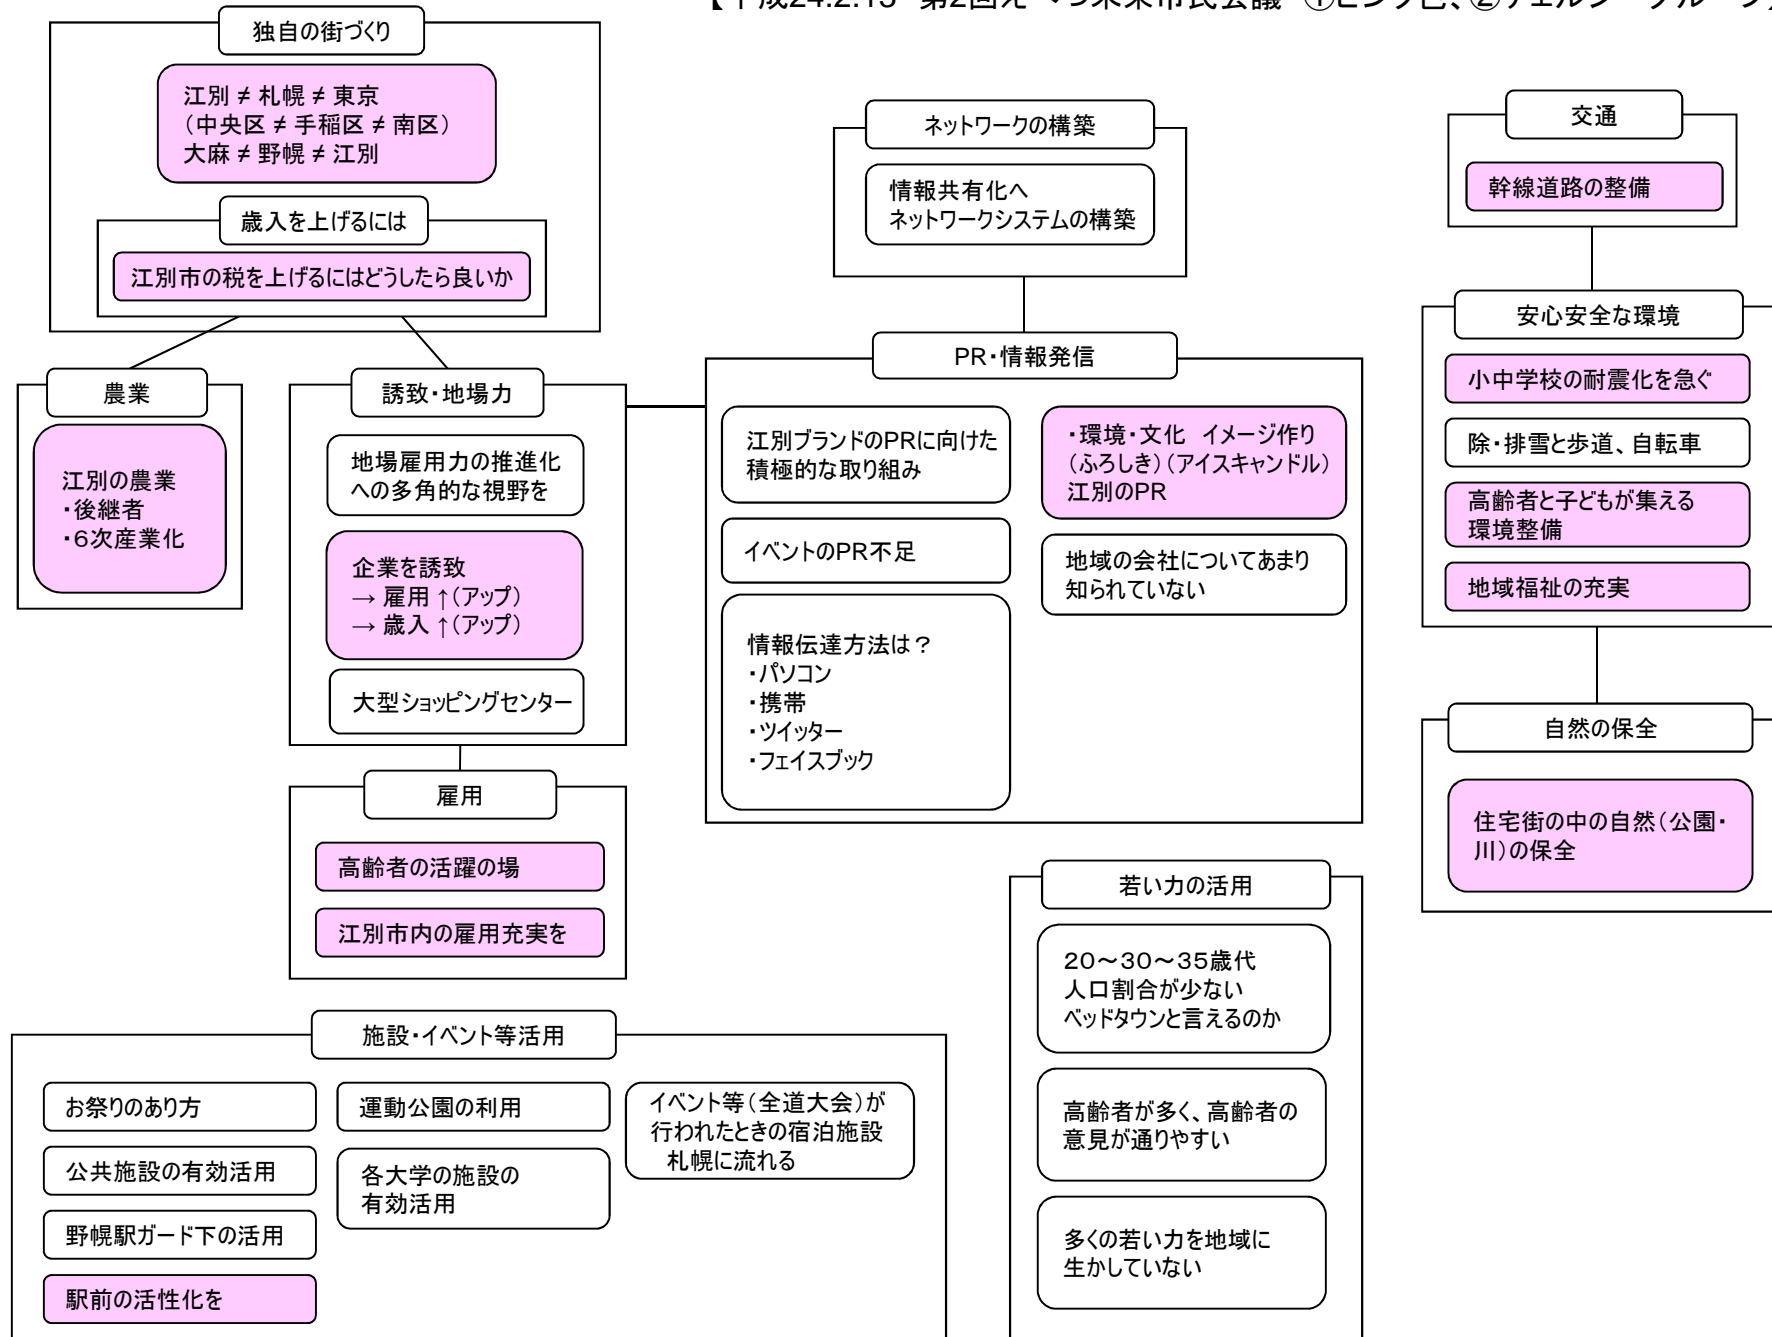 独自の街づくり
江別 ≠ 札幌 ≠ 東京
(中央区 ≠ 手稲区 ≠ 南区)
大麻 ≠ 野幌 ≠ 江別
歳入を上げるには
江別市の税を上げるにはどうしたら良いか
農業
江別の農業
・後継者
・6次産業化
誘致・地場力
地場雇用力の推進化
への多角的な視野を
企業を誘致
→ 雇用 ↑(アップ)
→ 歳入 ↑(アップ)
大型ショッピングセンター
雇用
高齢者の活躍の場
江別市内の雇用充実を
ネットワークの構築
情報共有化へ
ネットワークシステムの構築
PR・情報発信
江別ブランドのPRに向けた
積極的な取り組み
イベントのPR不足
情報伝達方法は?
・パソコン
・携帯
・ツイッター
・フェイスブック
・環境・文化 イメージ作り
(ふろしき)(アイスキャンドル)
江別のPR
地域の会社についてあまり
知られていない
交通
幹線道路の整備
安心安全な環境
小中学校の耐震化を急ぐ
除・排雪と歩道、自転車
高齢者と子どもが集える
環境整備
地域福祉の充実
自然の保全
住宅街の中の自然(公園・
川)の保全
若い力の活用
20~30~35歳代
人口割合が少ない
ベッドタウンと言えるのか
高齢者が多く、高齢者の
意見が通りやすい
多くの若い力を地域に
生かしていない
施設・イベント等活用
お祭りのあり方
公共施設の有効活用
野幌駅ガード下の活用
駅前の活性化を
運動公園の利用
各大学の施設の
有効活用
イベント等(全道大会)が
行われたときの宿泊施設
札幌に流れる